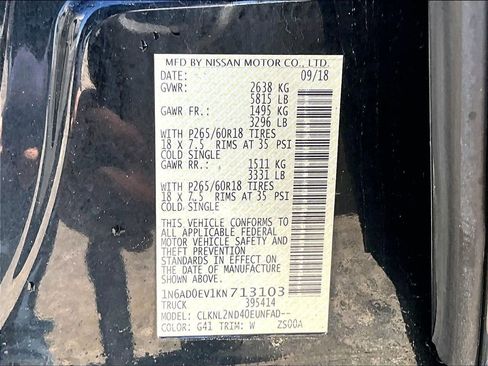 MFD BY NISSAN MOTOR CO., LTD.
DATE: 09/18
GVWR: 2638 KG
5815 LB
GAWR FR.: 1495 KG
3296 LB
WITH P265/60R18 TIRES
18 X 7.5 RIMS AT 35 PSI
COLD SINGLE
GAWR RR.: 1511 KG
3331 LB
WITH P265/60R18 TIRES
18 X 7.5 RIMS AT 35 PSI
COLD SINGLE
THIS VEHICLE CONFORMS TO
ALL APPLICABLE FEDERAL
MOTOR VEHICLE SAFETY AND
THEFT PREVENTION
STANDARDS IN EFFECT ON
THE DATE OF MANUFACTURE
SHOWN ABOVE.
1N6AD0EV1KN713103
TRUCK 395414
MODEL: CLKNL2ND40EUNFAD--
COLOR: G41 TRIM: W ZS00A